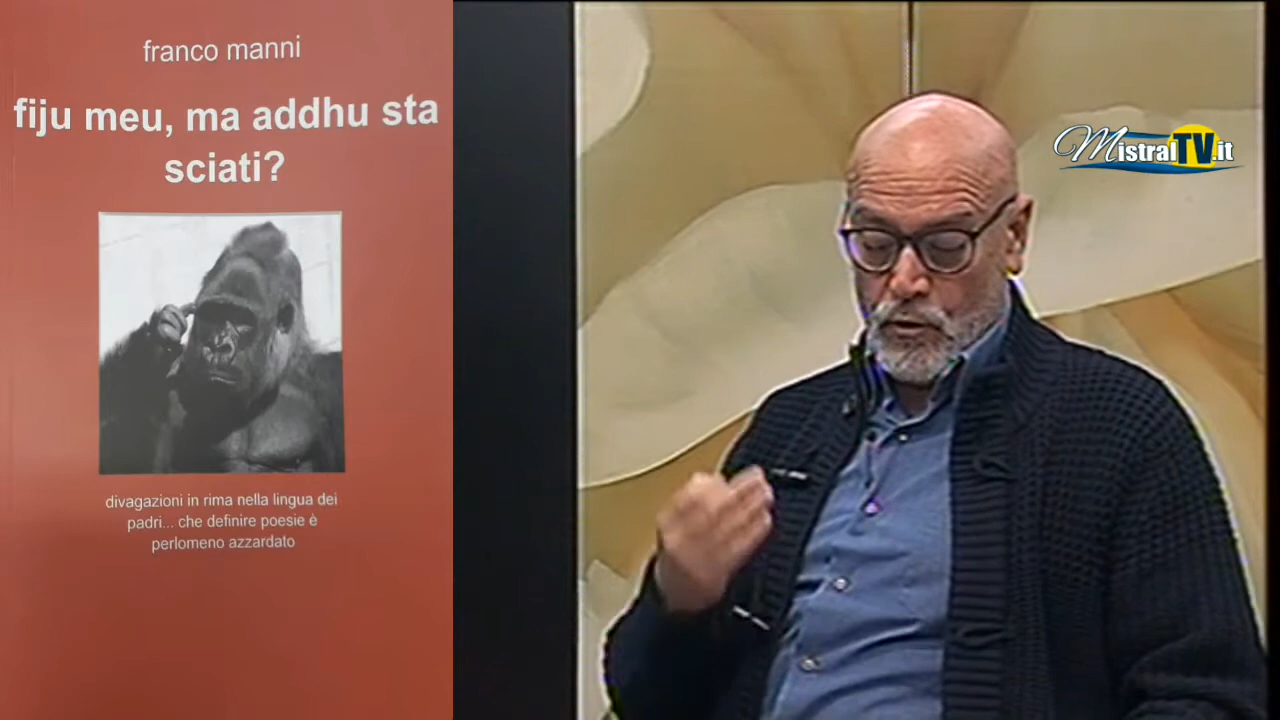 franco manni
fiju meu, ma addhu sta
sciati?
divagazioni in rima nella lingua dei
padri... che definire poesie è
perlomeno azzardato
MistralTV.it